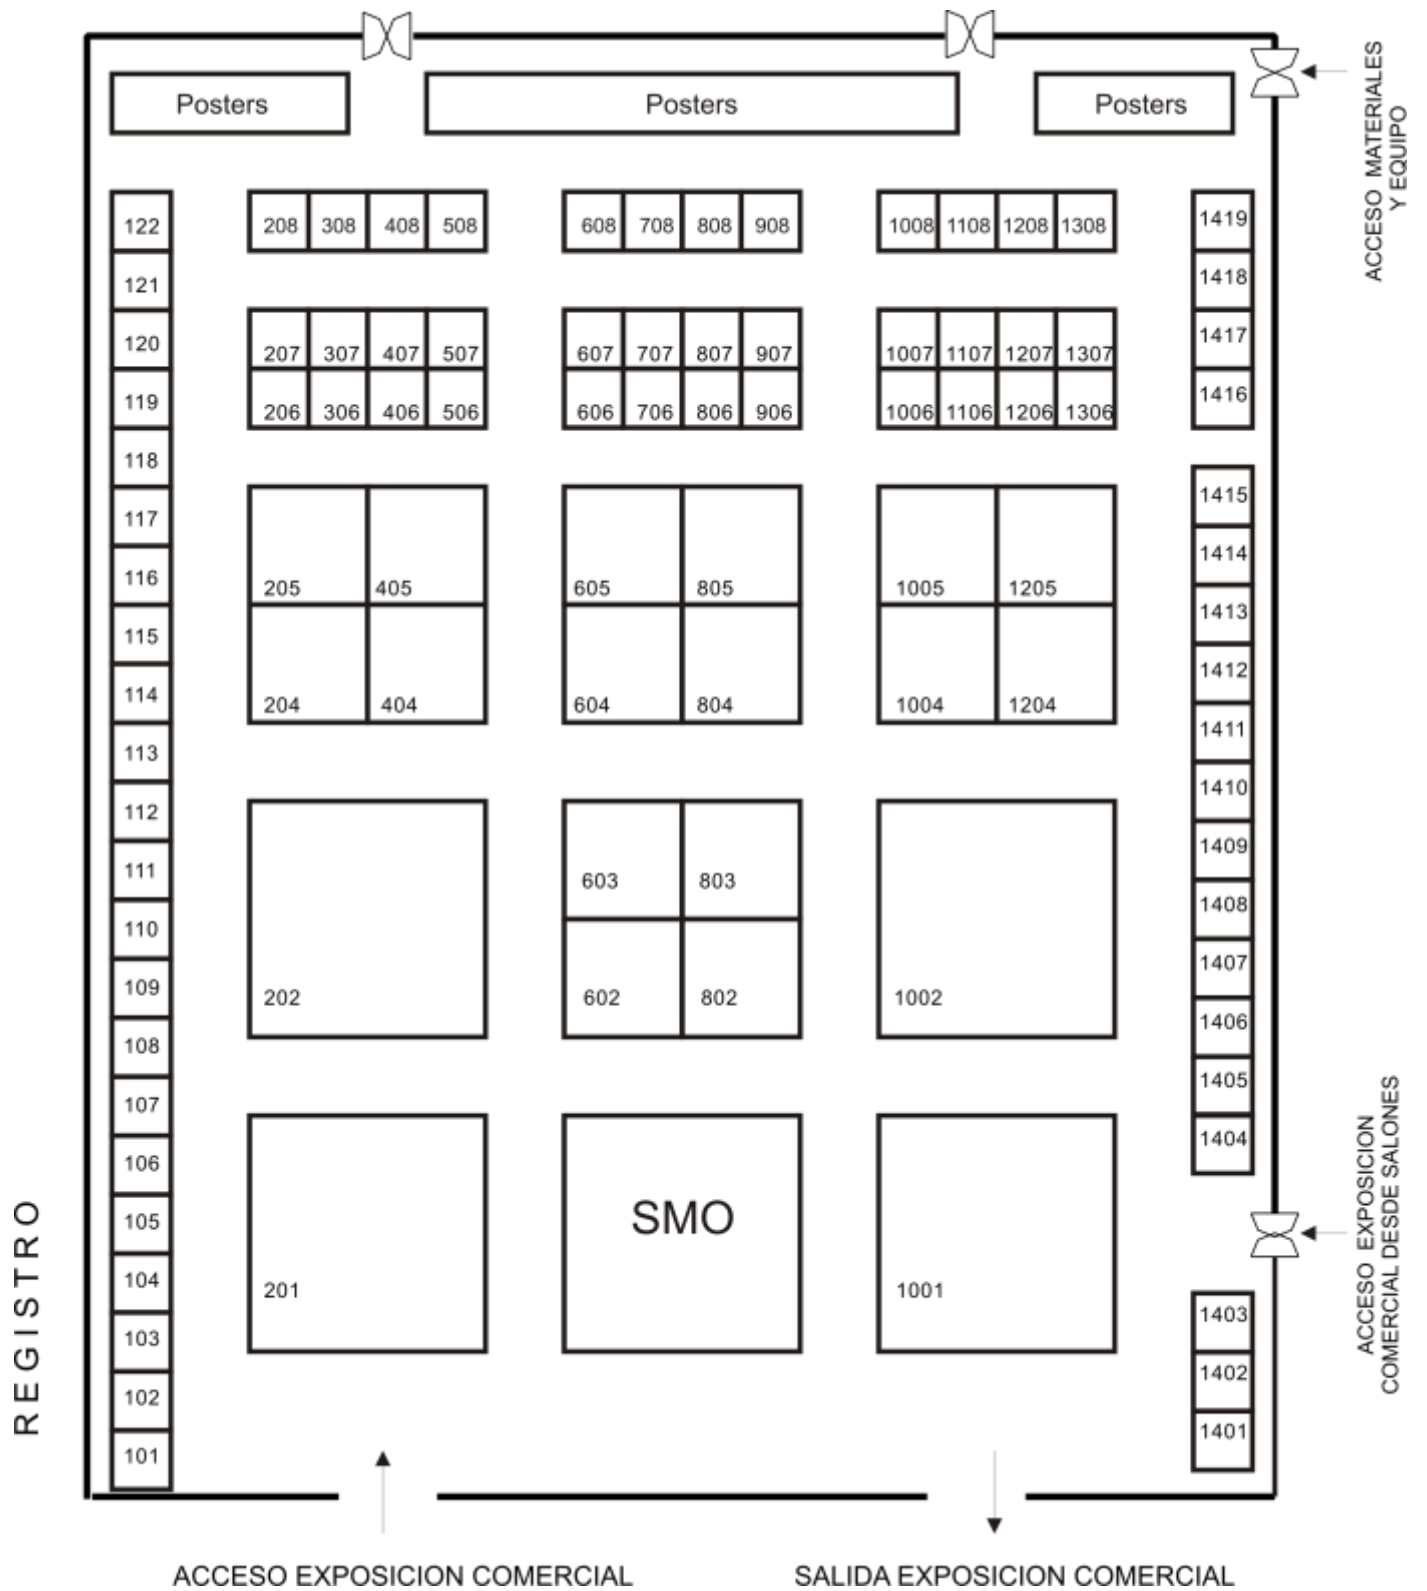 Posters Posters Posters
ACCESO MATERIALES
Y EQUIPO
122 208 308 408 508 608 708 808 908 1008 1108 1208 1308 1419
121 1418
120 207 307 407 507 607 707 807 907 1007 1107 1207 1307 1417
119 206 306 406 506 606 706 806 906 1006 1106 1206 1306 1416
118
117 1415
116 205 405 605 805 1005 1205 1414
115 1413
114 204 404 604 804 1004 1204 1412
113 1411
112 1410
111 603 803 1409
110 1408
109 202 602 802 1002 1407
108 1406
107 1405
106 1404
105 SMO
104 201 1001
103 1403
102 1402
101 1401
REGISTRO
ACCESO EXPOSICION
COMERCIAL DESDE SALONES
ACCESO EXPOSICION COMERCIAL SALIDA EXPOSICION COMERCIAL